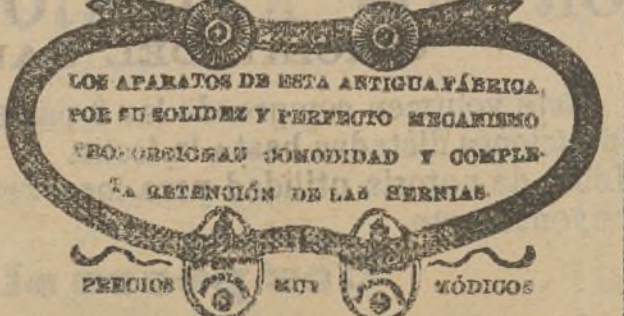 LOS APARATOS DE ESTA ANTIGUA FÁBRICA,
POR SU SOLIDEZ Y PERFECTO MECANISMO
PROPORCIONAN COMODIDAD Y COMPLE-
TA RETENCIÓN DE LAS HERNIAS.
PRECIOS MUY MÓDICOS